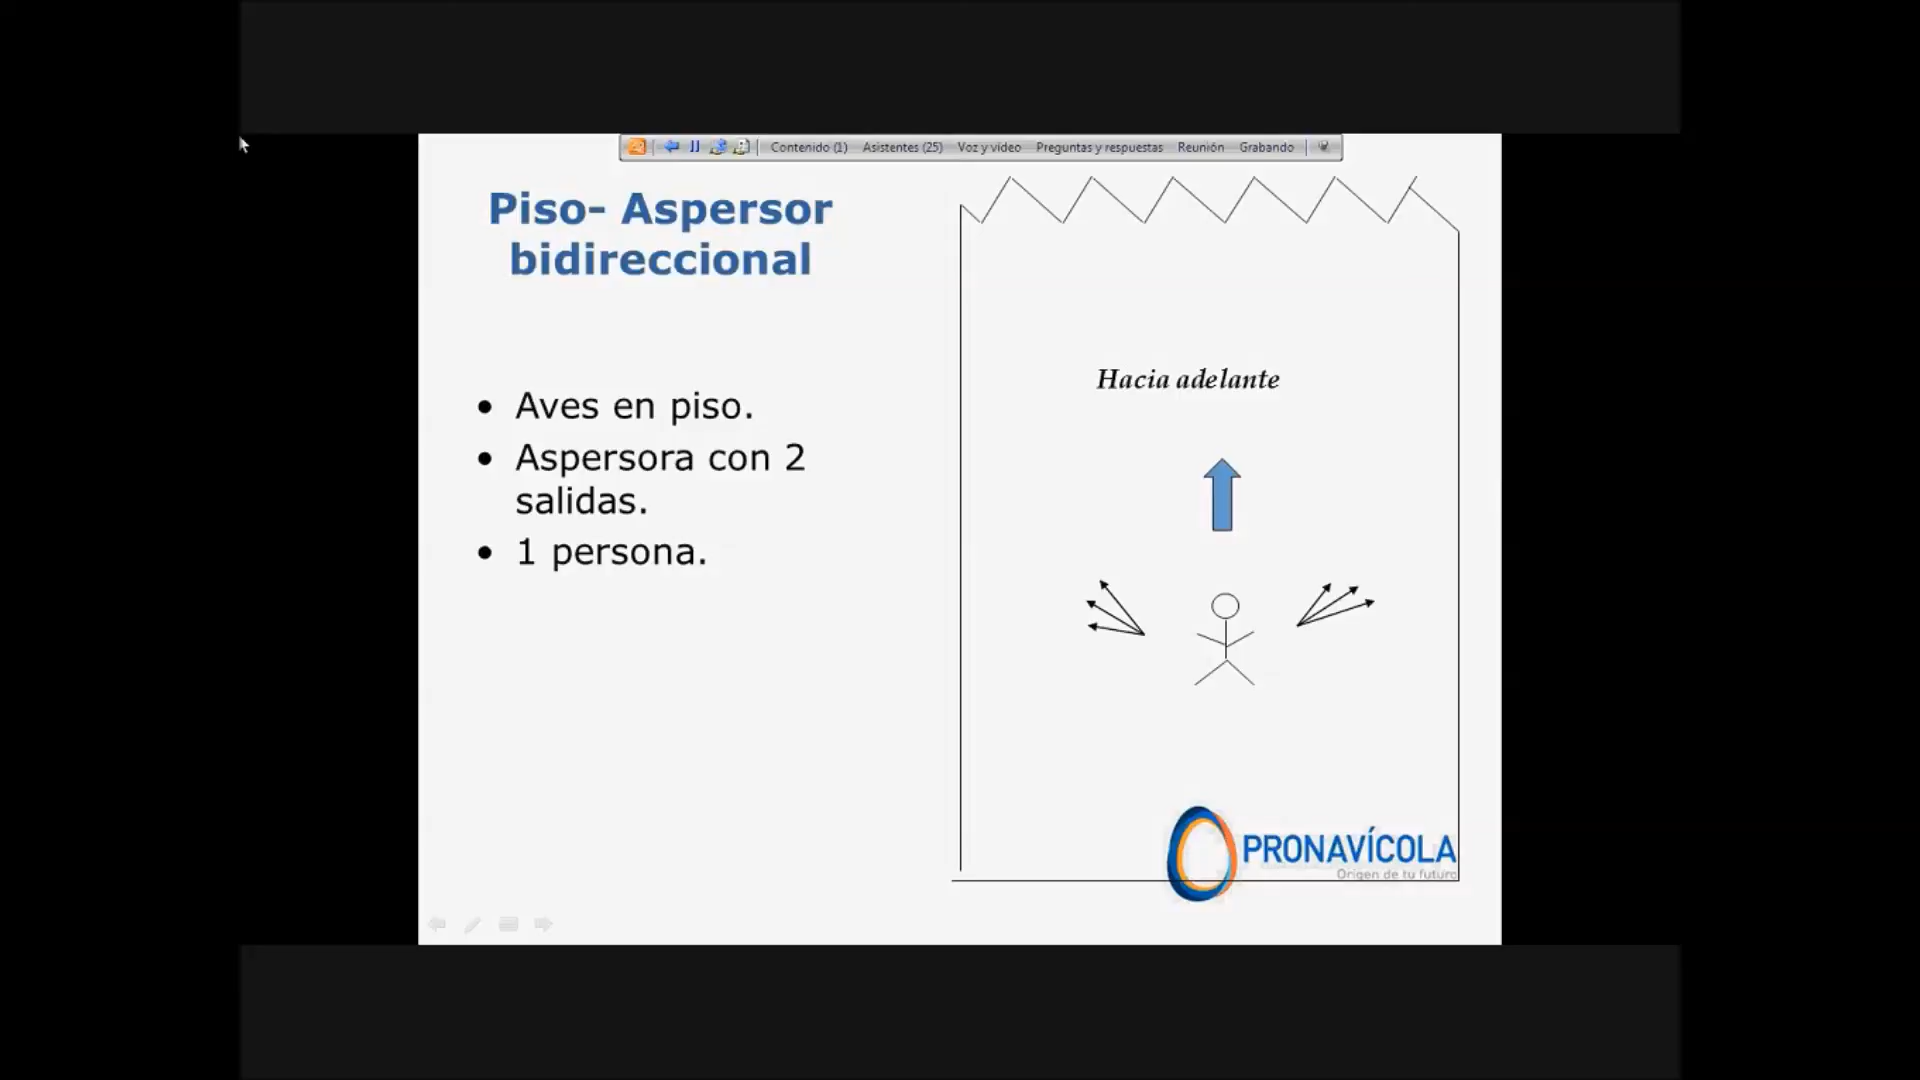 Contenido (1) Asistentes (25) Voz y vídeo Preguntas y respuestas Reunión Grabando
Piso- Aspersor
bidireccional
• Aves en piso.
• Aspersora con 2
salidas.
• 1 persona.
Hacia adelante
PRONAVÍCOLA
Origen de tu futuro